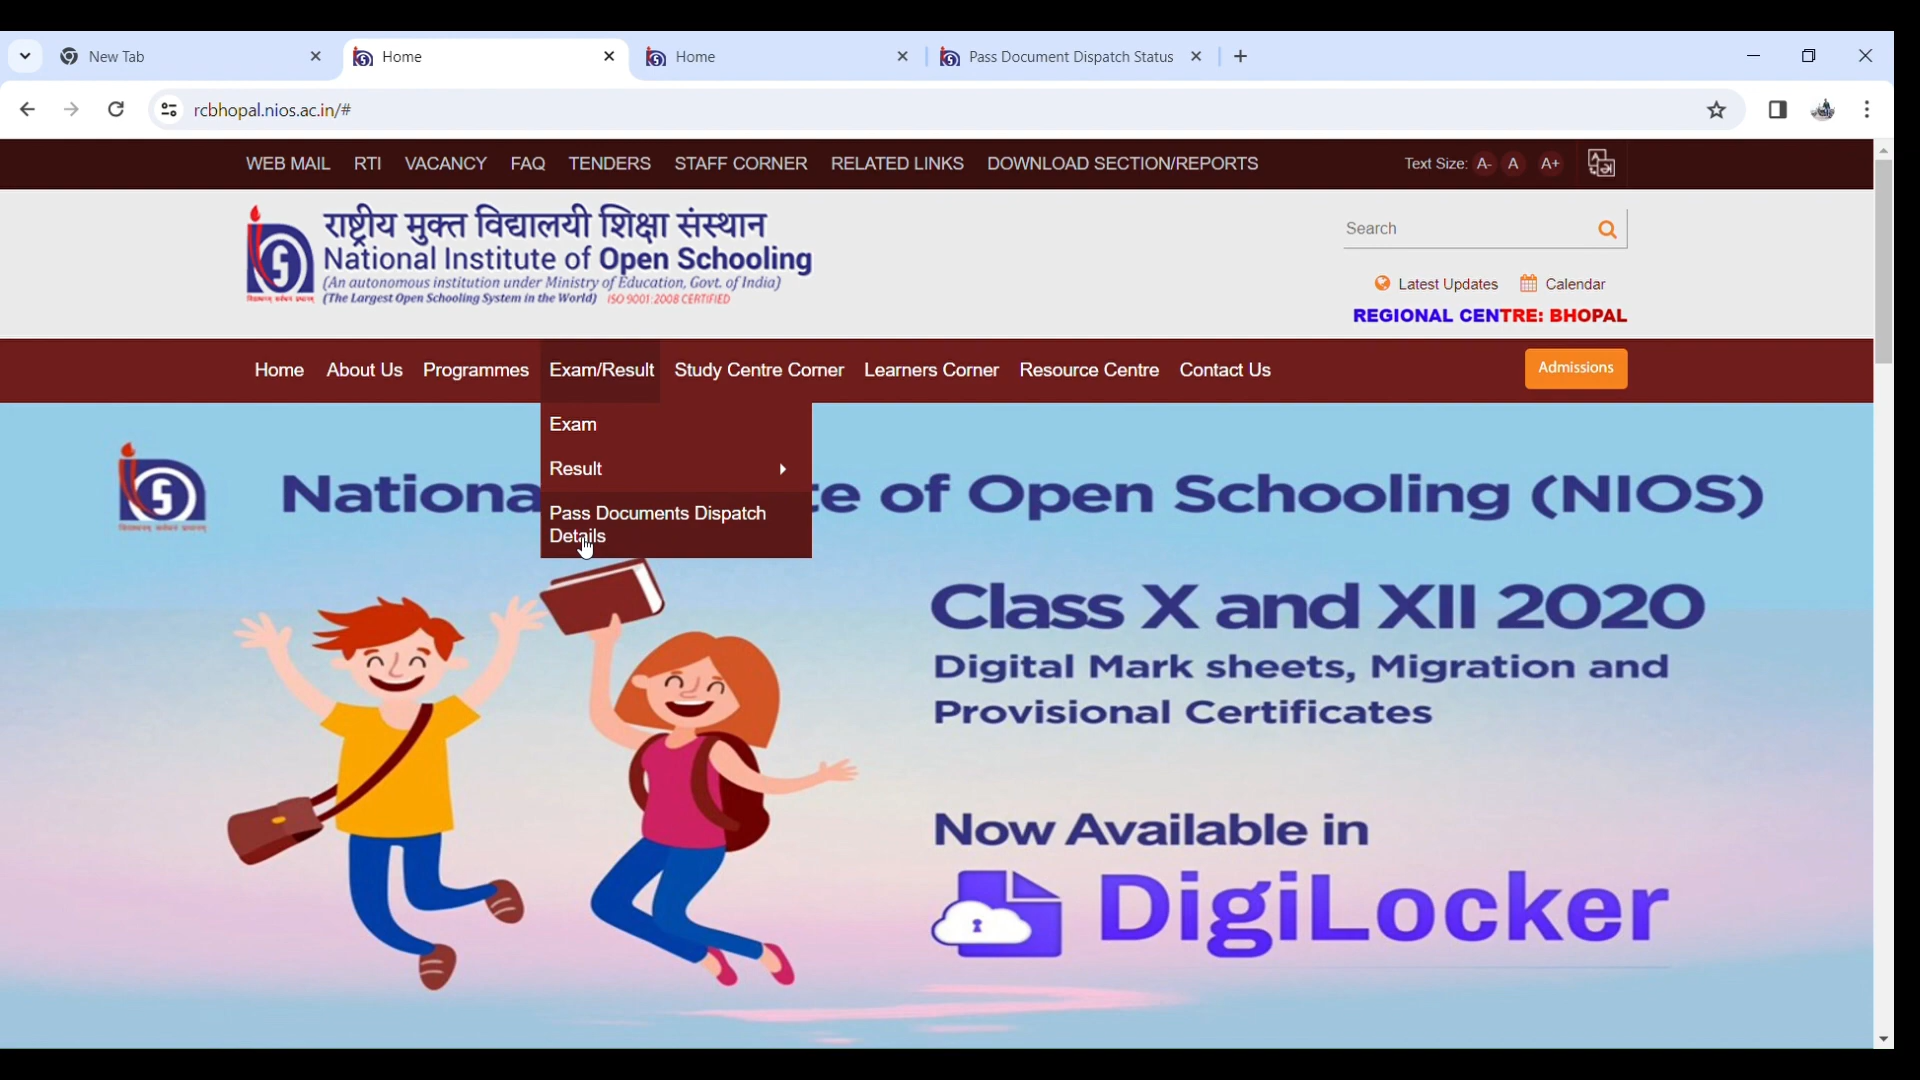 New Tab
Home
Home
Pass Document Dispatch Status
rcbhopal.nios.ac.in/#
WEB MAIL RTI VACANCY FAQ TENDERS STAFF CORNER RELATED LINKS DOWNLOAD SECTION/REPORTS
Text Size: A- A A+
राष्ट्रीय मुक्त विद्यालयी शिक्षा संस्थान
National Institute of Open Schooling
(An autonomous institution under Ministry of Education, Govt. of India)
(The Largest Open Schooling System in the World) ISO 9001:2008 CERTIFIED
Search
Latest Updates Calendar
REGIONAL CENTRE: BHOPAL
Home About Us Programmes Exam/Result Study Centre Corner Learners Corner Resource Centre Contact Us
Admissions
Exam
Result
Pass Documents Dispatch
Details
Nationa te of Open Schooling (NIOS)
Class X and XII 2020
Digital Mark sheets, Migration and
Provisional Certificates
Now Available in
DigiLocker